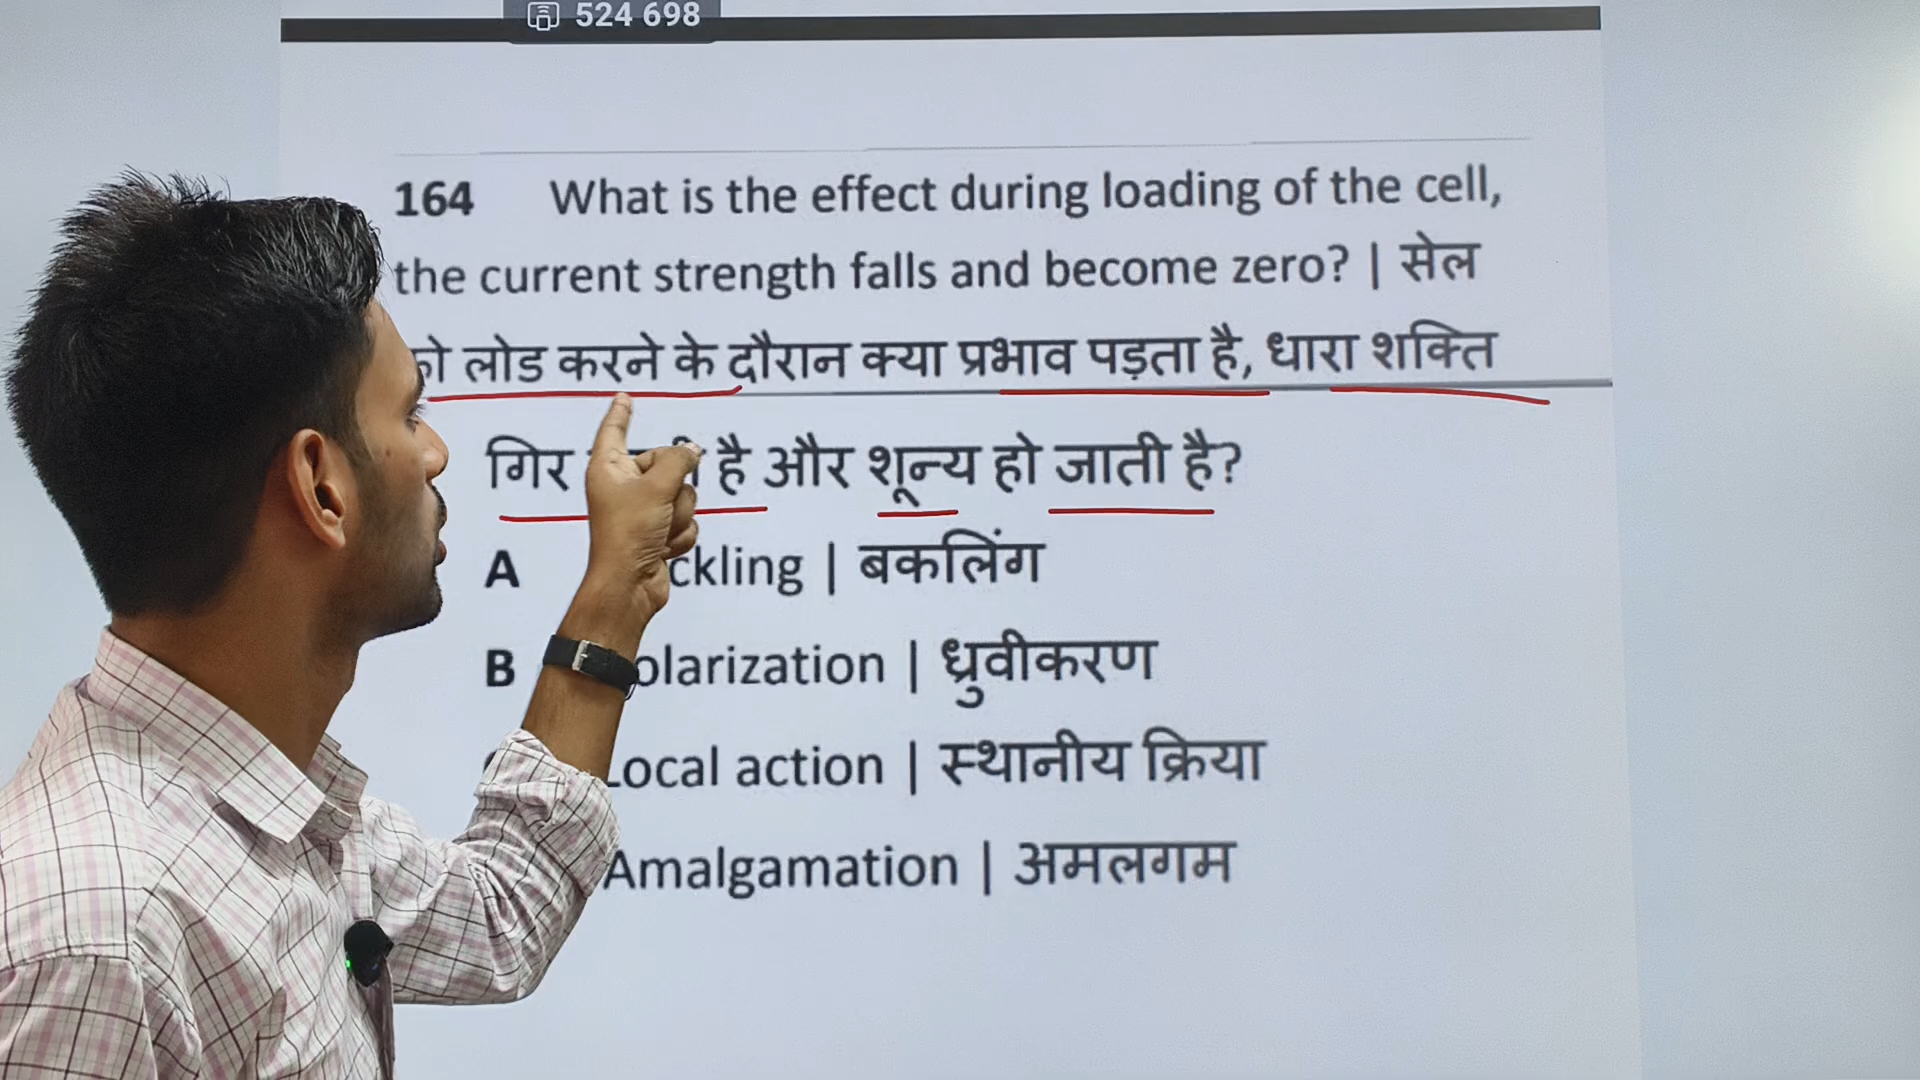 524 698
164 What is the effect during loading of the cell,
the current strength falls and become zero? | सेल
लोड करने के दौरान क्या प्रभाव पड़ता है, धारा शक्ति
गिर है और शून्य हो जाती है?
A ckling | बकलिंग
B olarization | ध्रुवीकरण
Local action | स्थानीय क्रिया
Amalgamation | अमलगम